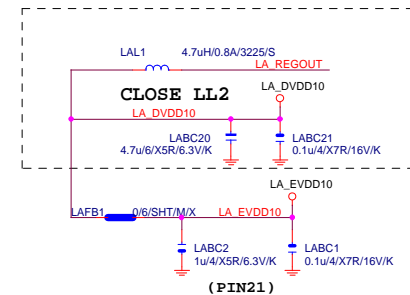 LAL1 4.7uH/0.8A/3225/S
LA_REGOUT
CLOSE LL2
LA_DVDD10
LA_DVDD10
LABC20
4.7u/6/X5R/6.3V/K
LABC21
0.1u/4/X7R/16V/K
LA_EVDD10
LAFB1 0/6/SHT/M/X LA_EVDD10
LABC2
1u/4/X5R/6.3V/K
LABC1
0.1u/4/X7R/16V/K
(PIN21)